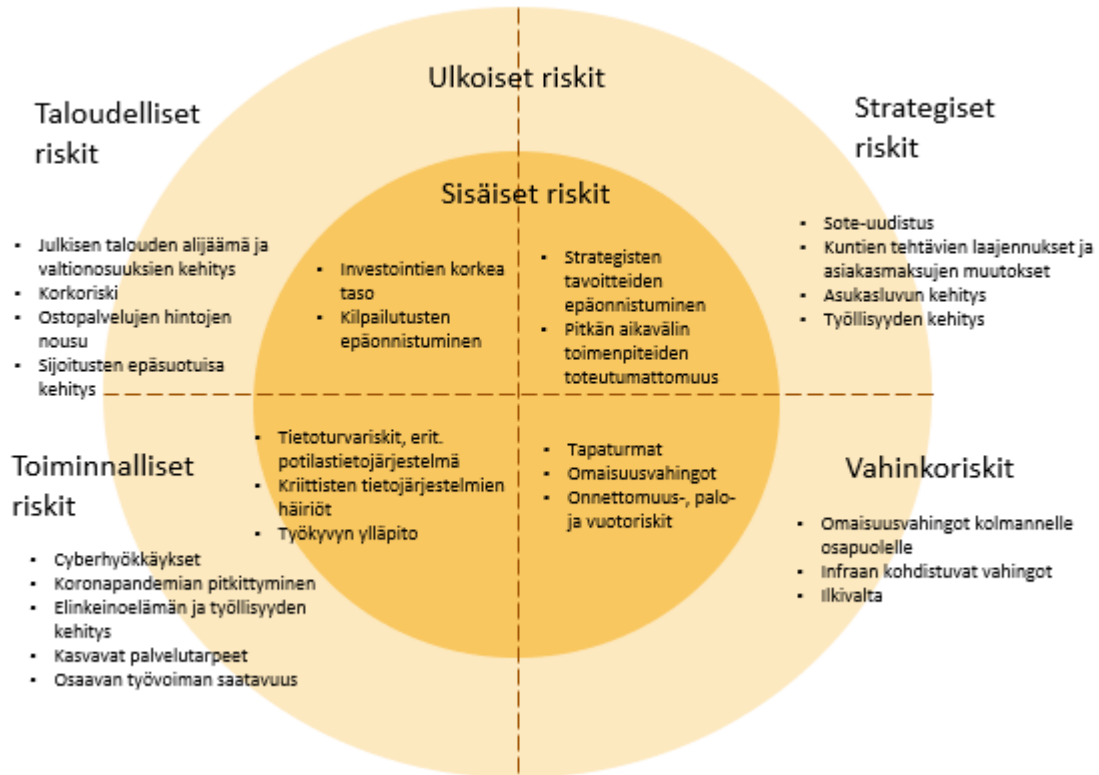 Ulkoiset riskit
Taloudelliset
riskit
Strategiset
riskit
Sisäiset riskit
▪ Julkisen talouden alijäämä ja
valtionosuuksien kehitys
▪ Korkoriski
▪ Ostopalvelujen hintojen
nousu
▪ Sijoitusten epäsuotuisa
kehitys
▪ Investointien korkea
taso
▪ Kilpailutusten
epäonnistuminen
▪ Strategisten
tavoitteiden
epäonnistuminen
▪ Pitkän aikavälin
toimenpiteiden
toteutumattomuus
▪ Sote-uudistus
▪ Kuntien tehtävien laajennukset ja
asiakasmaksujen muutokset
▪ Asukasluvun kehitys
▪ Työllisyyden kehitys
Toiminnalliset
riskit
▪ Tietoturvariskit, erit.
potilastietojärjestelmä
▪ Kriittisten tietojärjestelmien
häiriöt
▪ Työkyvyn ylläpito
▪ Tapaturmat
▪ Omaisuusvahingot
▪ Onnettomuus-, palo-
ja vuotoriskit
Vahinkoriskit
▪ Cyberhyökkäykset
▪ Koronapandemian pitkittyminen
▪ Elinkeinoelämän ja työllisyyden
kehitys
▪ Kasvavat palvelutarpeet
▪ Osaavan työvoiman saatavuus
▪ Omaisuusvahingot kolmannelle
osapuolelle
▪ Infraan kohdistuvat vahingot
▪ Ilkivalta